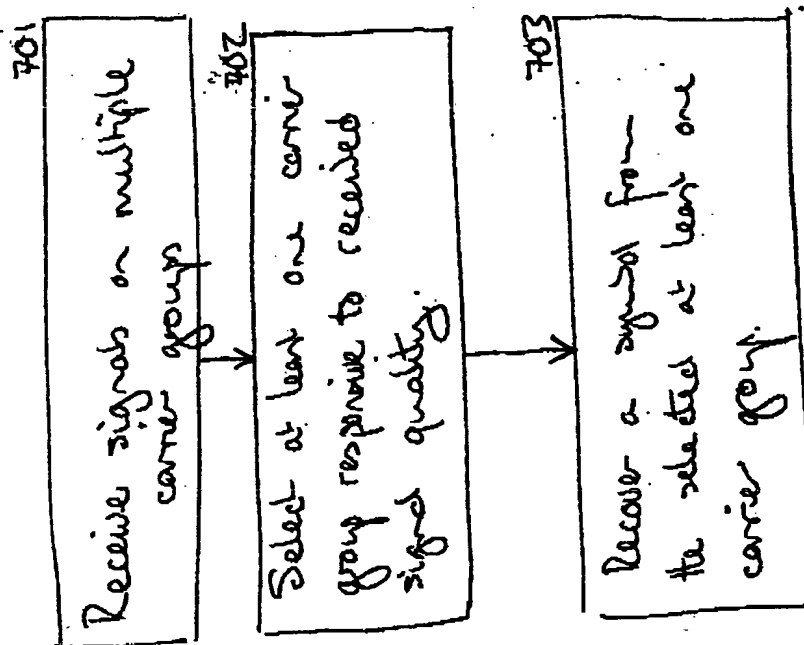 701
Receive signals on multiple
carrier groups
702
Select at least one carrier
group responsive to received
signal quality.
703
Recover a symbol from
the selected at least one
carrier group.